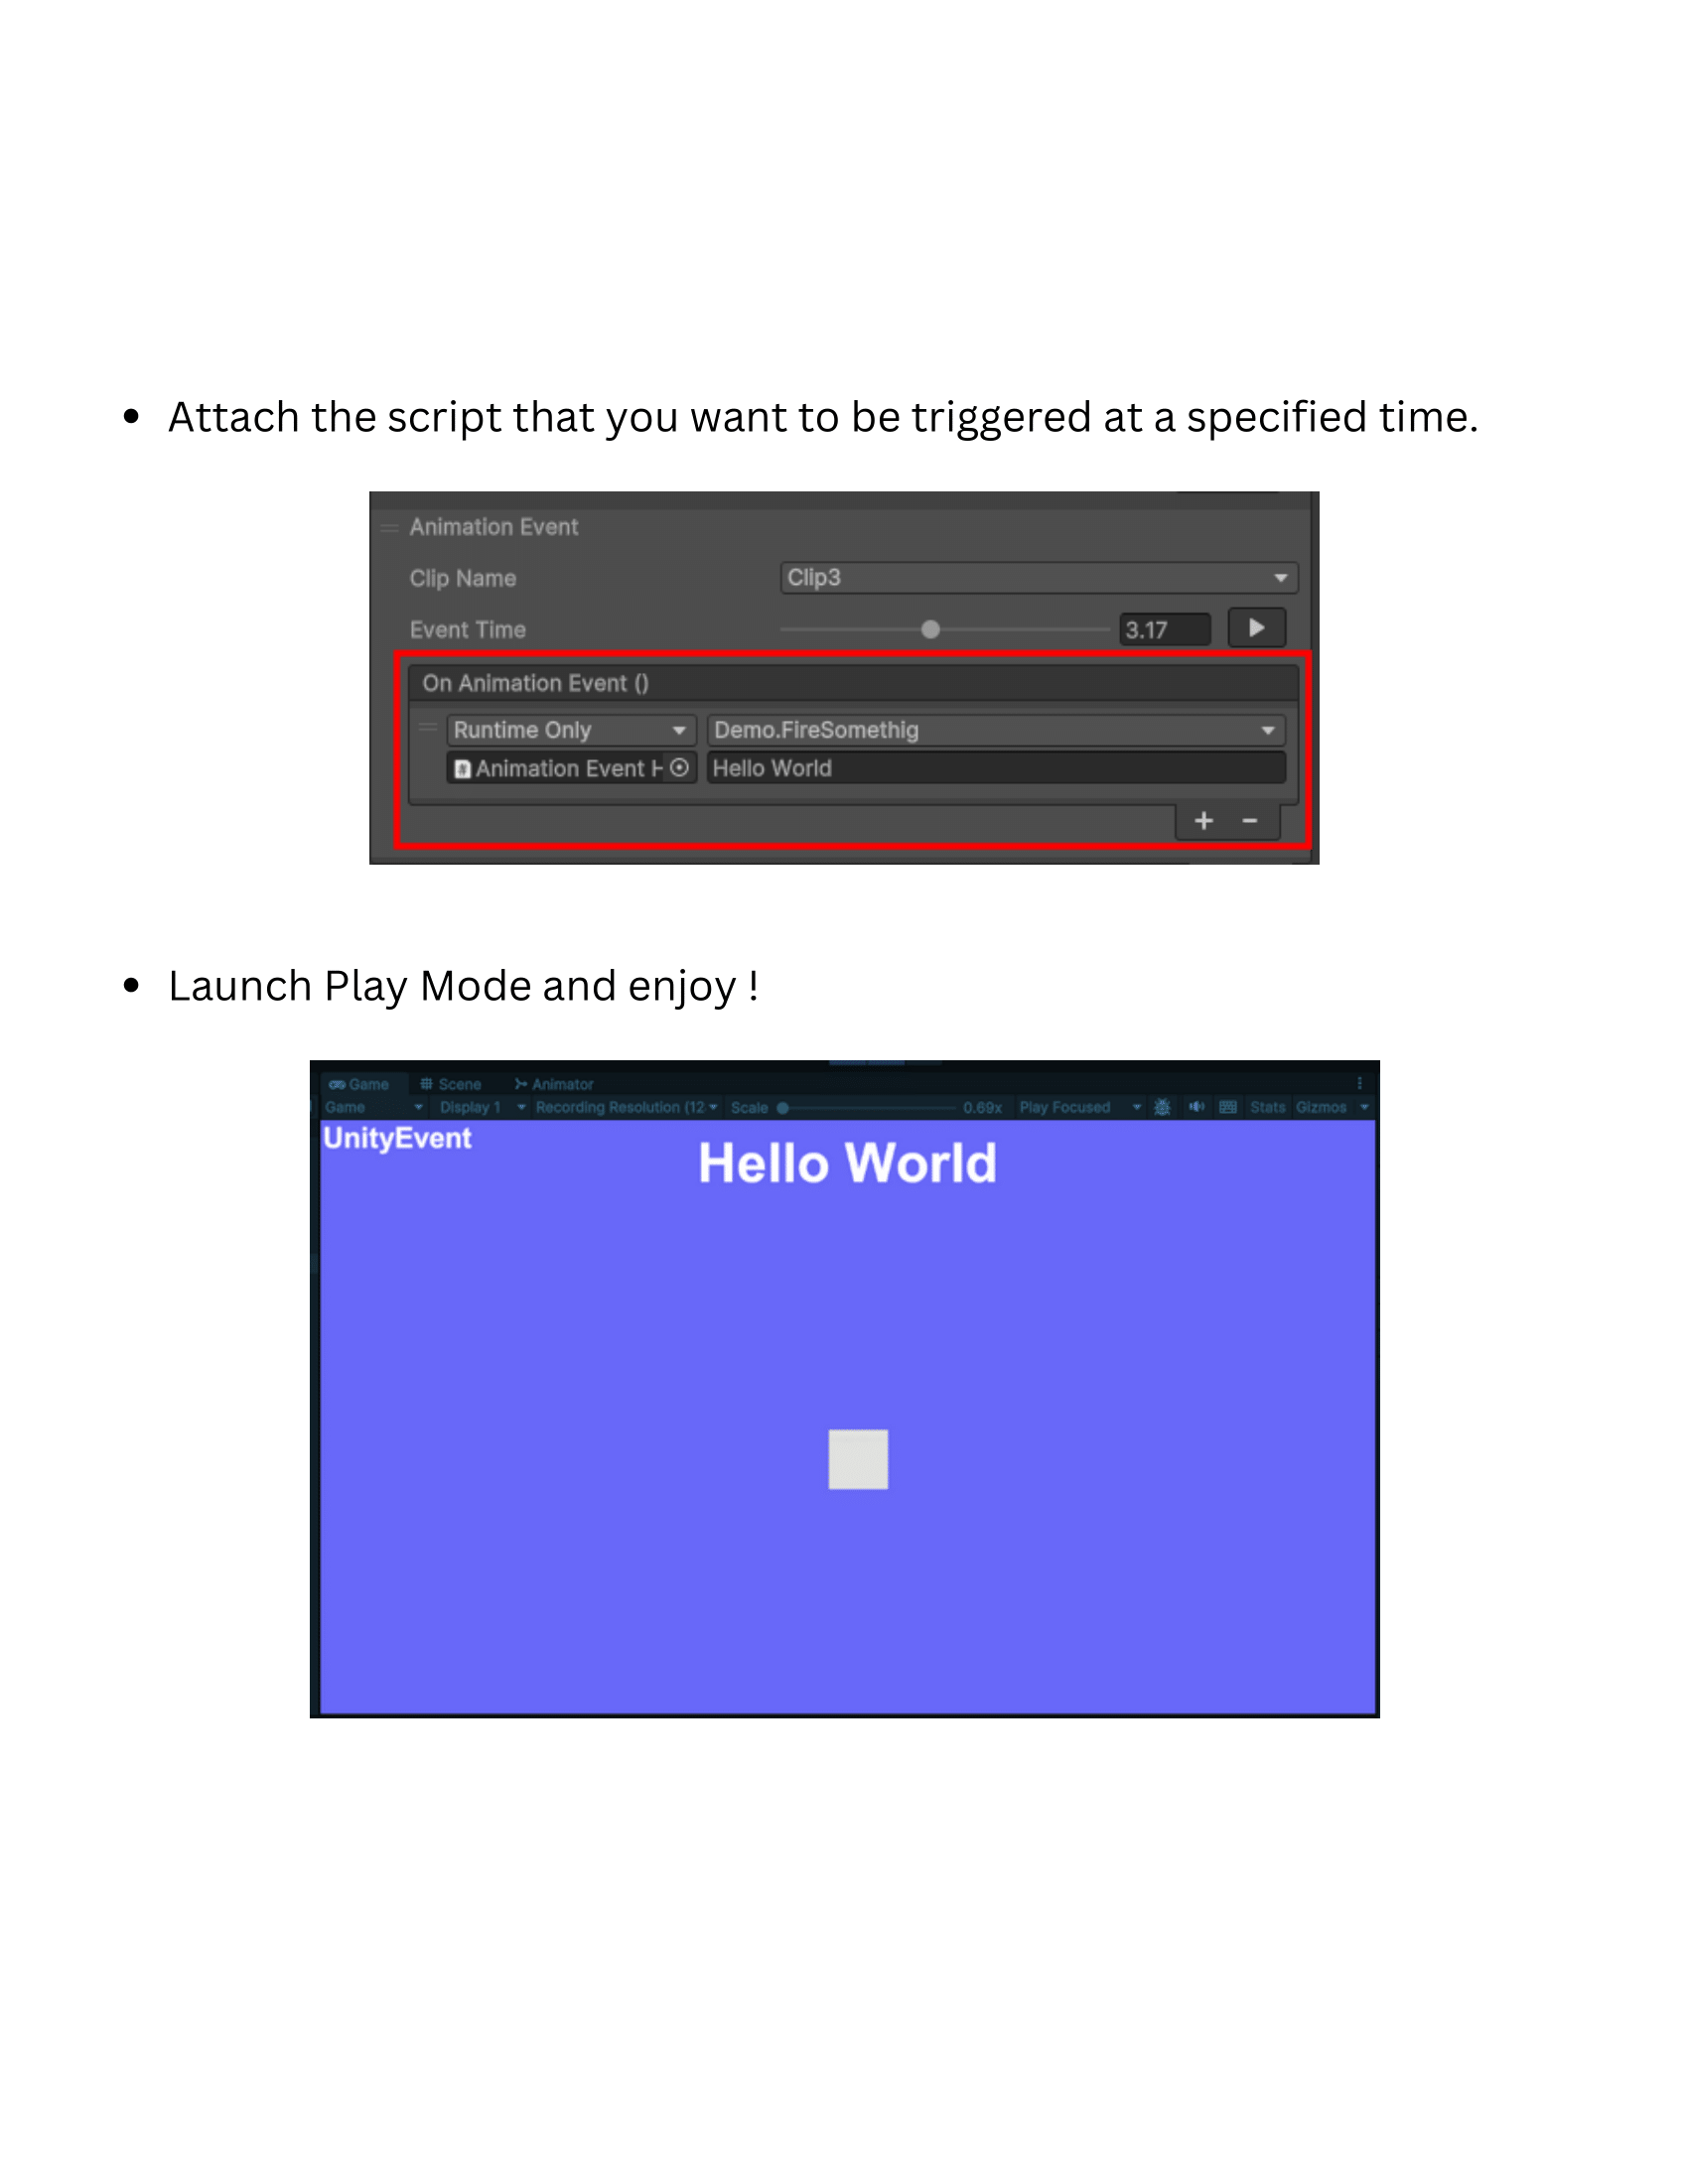 • Attach the script that you want to be triggered at a specified time.
Animation Event
Clip Name Clip3
Event Time 3.17
On Animation Event ()
Runtime Only Demo.FireSomethig
Animation Event H Hello World
+ −
• Launch Play Mode and enjoy !
Game Scene Animator
Game Display 1 Recording Resolution (12 Scale 0.69x Play Focused Stats Gizmos
UnityEvent
Hello World